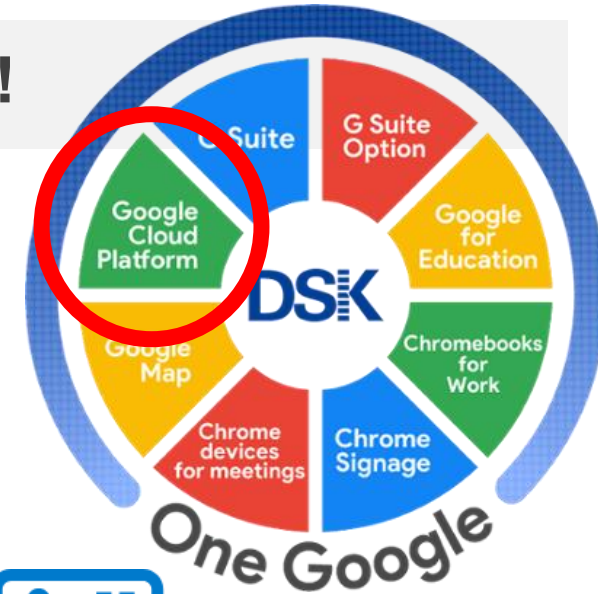 !
G Suite
G Suite
Option
Google
Cloud
Platform
Google
for
Education
DSK
Google
Map
Chromebooks
for
Work
Chrome
devices
for meetings
Chrome
Signage
One Google